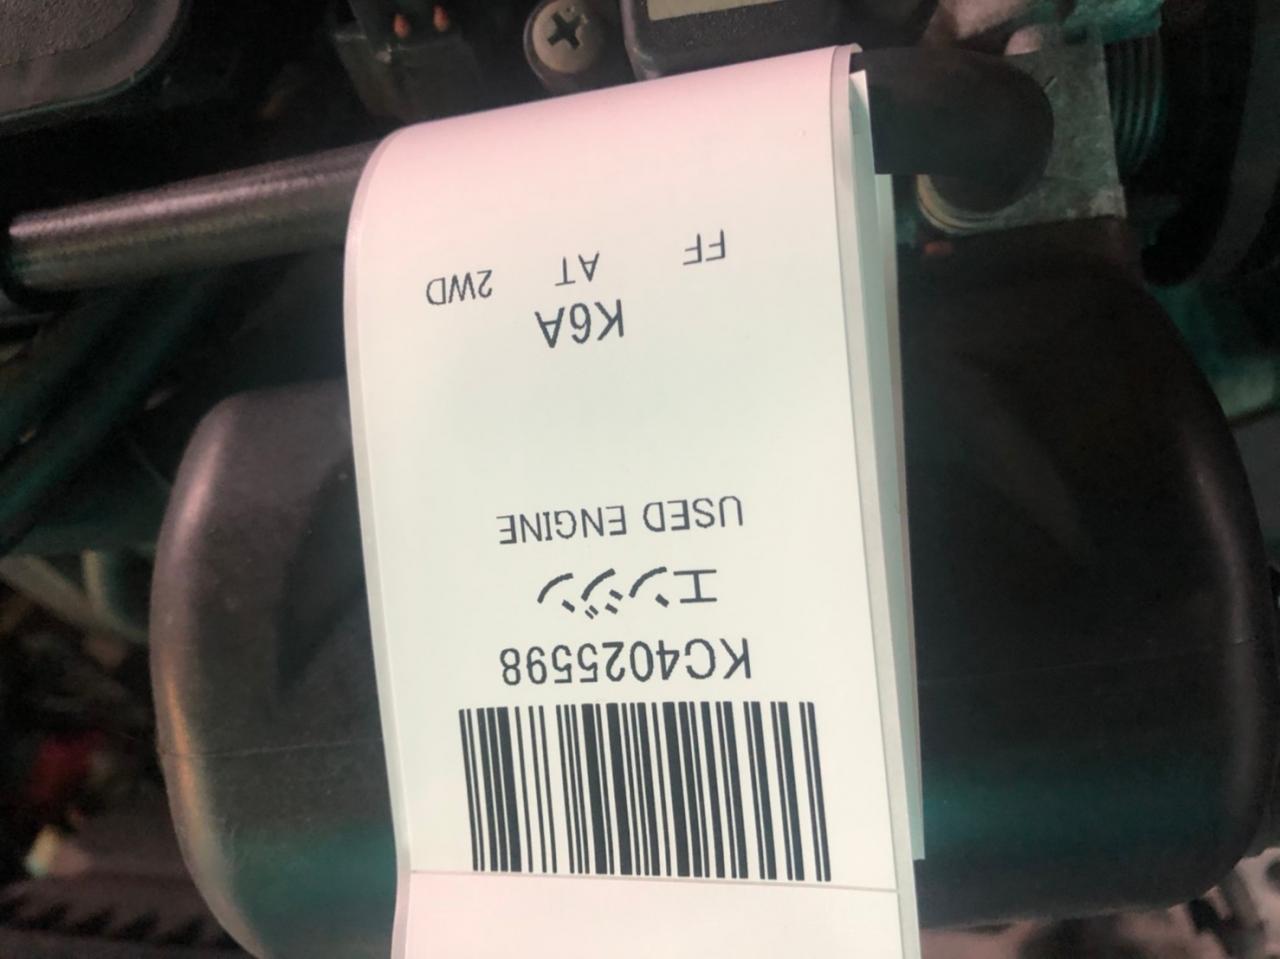 KC4025598
エンジン
USED ENGINE
K6A
FF AT 2WD